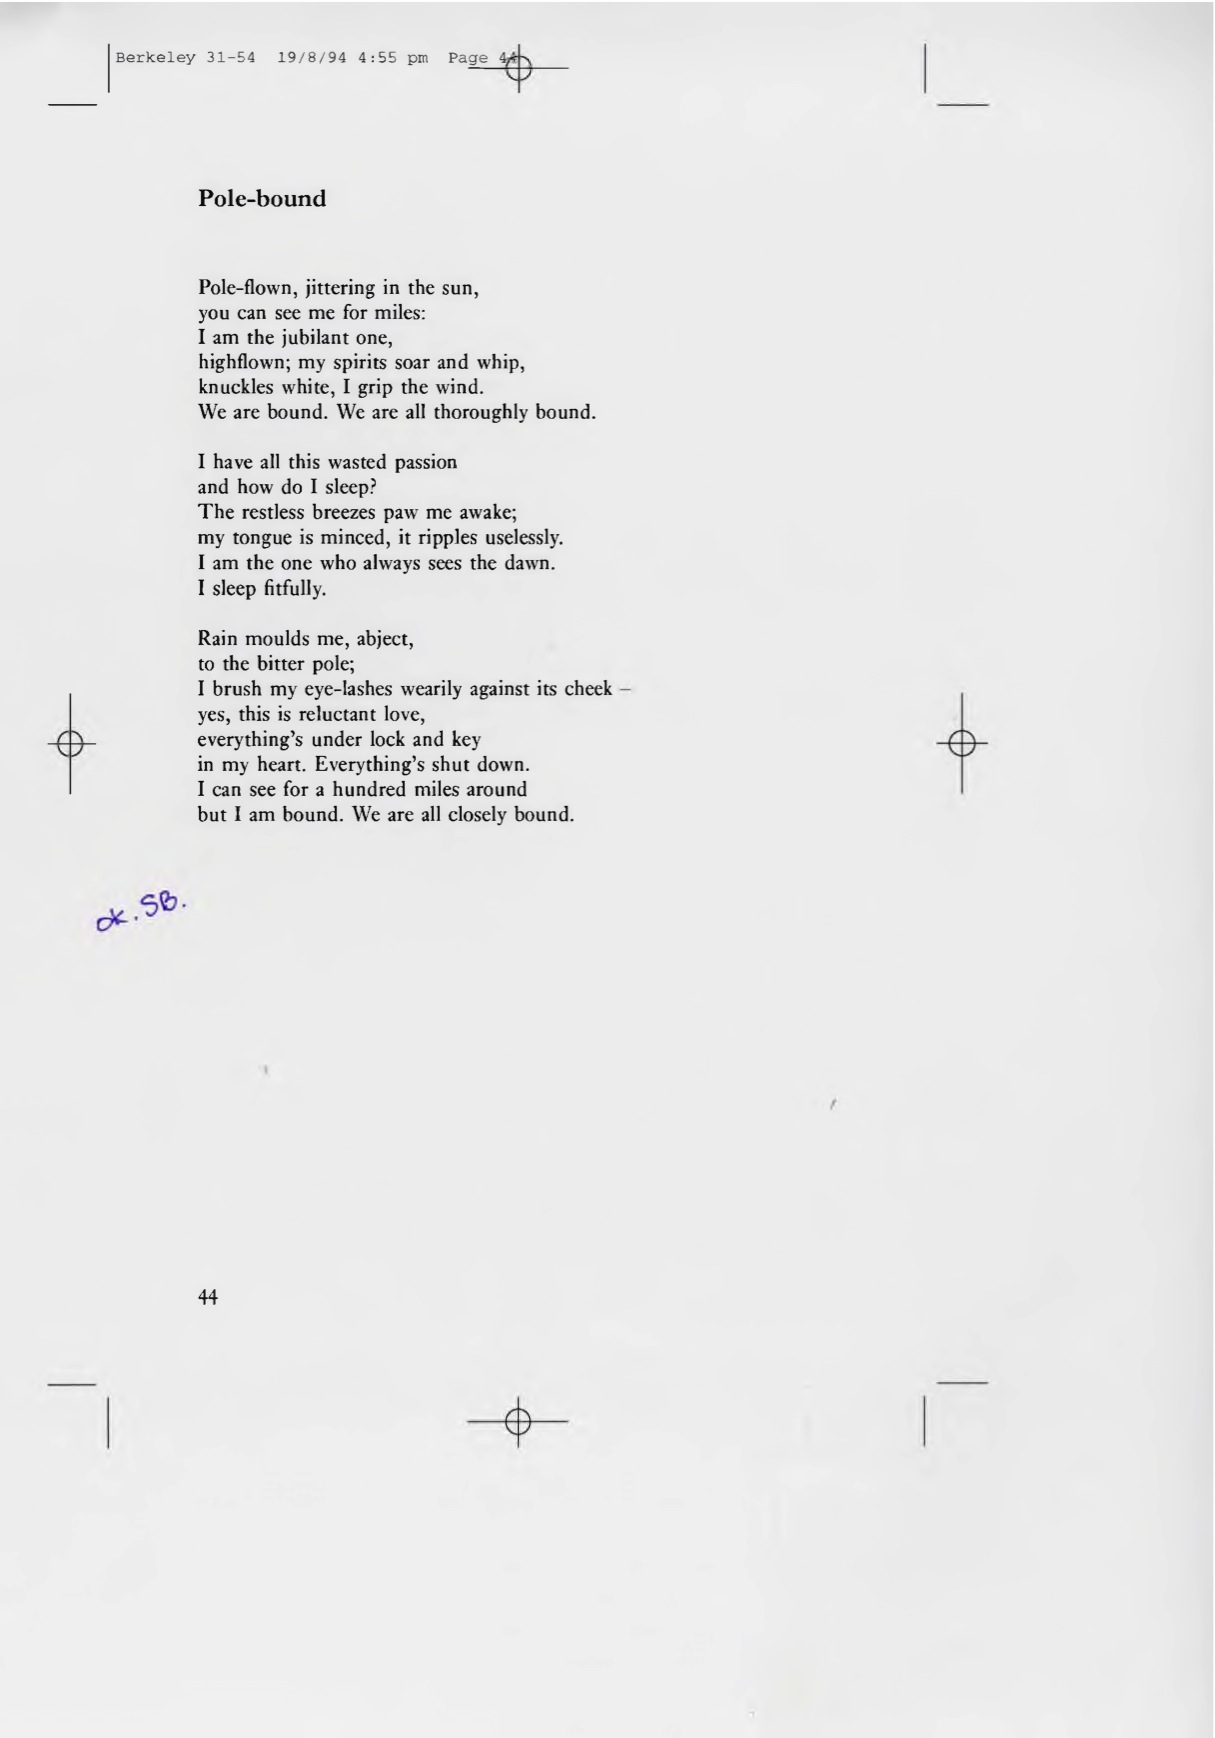 Berkeley 31-54 19/8/94 4:55 pm Page 44
Pole-bound
Pole-flown, jittering in the sun,
you can see me for miles:
I am the jubilant one,
highflown; my spirits soar and whip,
knuckles white, I grip the wind.
We are bound. We are all thoroughly bound.
I have all this wasted passion
and how do I sleep?
The restless breezes paw me awake;
my tongue is minced, it ripples uselessly.
I am the one who always sees the dawn.
I sleep fitfully.
Rain moulds me, abject,
to the bitter pole;
I brush my eye-lashes wearily against its cheek –
yes, this is reluctant love,
everything's under lock and key
in my heart. Everything's shut down.
I can see for a hundred miles around
but I am bound. We are all closely bound.
ok. SB.
44